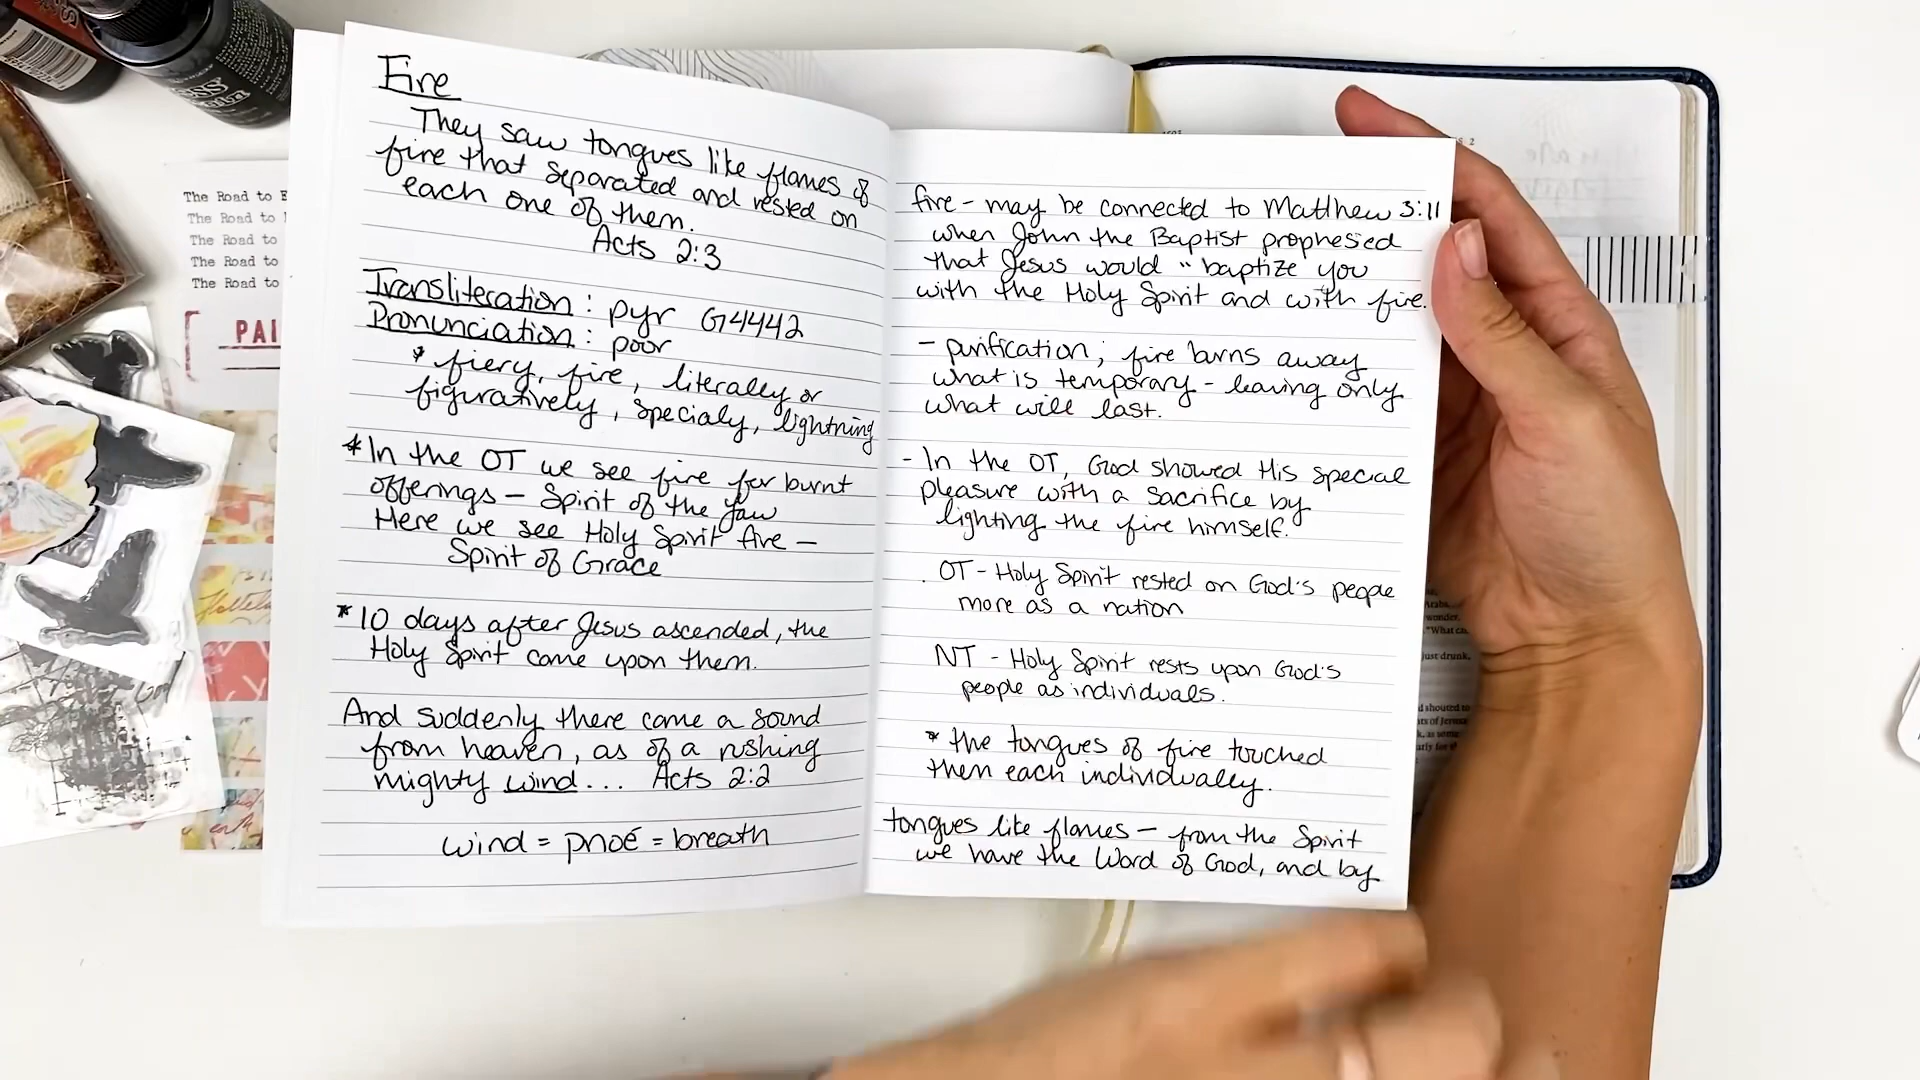 Fire
They saw tongues like flames of
fire that separated and rested on
each one of them.
Acts 2:3
Transliteration : pyr G4442
Pronunciation : poor
* fiery, fire, literally or
figuratively, specialy, lightning
* In the OT we see fire for burnt
offerings - Spirit of the Law
Here we see Holy Spirit fire -
Spirit of Grace
* 10 days after Jesus ascended, the
Holy Spirit came upon them.
And suddenly there came a sound
from heaven, as of a rushing
mighty wind... Acts 2:2
wind = pnoé = breath
fire - may be connected to Matthew 3:11
when John the Baptist prophesied
that Jesus would "baptize you
with the Holy Spirit and with fire.
- purification; fire burns away
what is temporary - leaving only
what will last.
- In the OT, God showed His special
pleasure with a sacrifice by
lighting the fire himself.
. OT - Holy Spirit rested on God's people
more as a nation
NT - Holy Spirit rests upon God's
people as individuals.
* the tongues of fire touched
them each individually.
tongues like flames - from the Spirit
we have the Word of God, and by
The Road to
The Road to
The Road to
The Road to
The Road to
PAI
wonder.
"What
just drunk,
shouted to